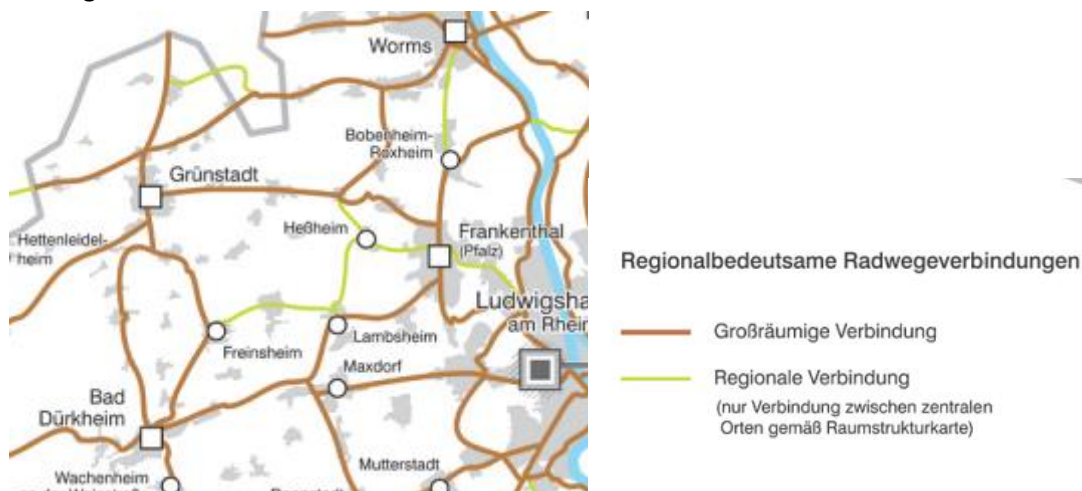 Worms
Bobenheim-
Roxheim
Grünstadt
Heßheim
Frankenthal
(Pfalz)
Hettenleidel-
heim
Ludwigsha
am Rhein
Lambsheim
Freinsheim
Maxdorf
Bad
Dürkheim
Mutterstadt
Wachenheim
Regionalbedeutsame Radwegeverbindungen
Großräumige Verbindung
Regionale Verbindung
(nur Verbindung zwischen zentralen
Orten gemäß Raumstrukturkarte)